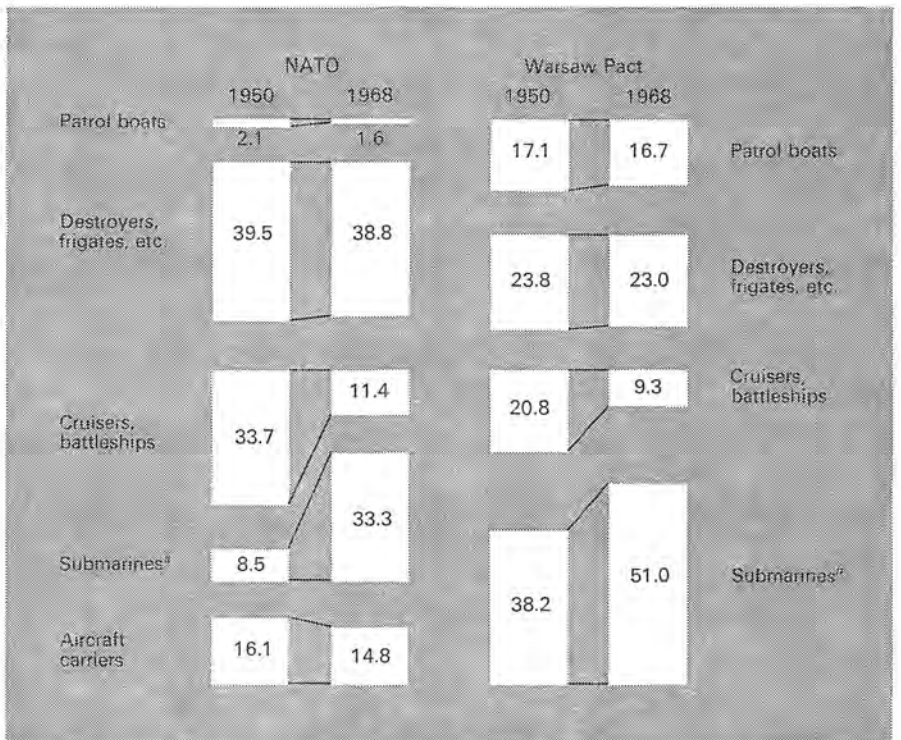 NATO
Warsaw Pact
1950 1968 1950 1968
Patrol boats 2.1 1.6 17.1 16.7 Patrol boats
Destroyers,
frigates, etc. 39.5 38.8 23.8 23.0 Destroyers,
frigates, etc.
Cruisers,
battleships 33.7 11.4 20.8 9.3 Cruisers,
battleships
Submarinesᵃ 8.5 33.3 38.2 51.0 Submarinesᵃ
Aircraft
carriers 16.1 14.8